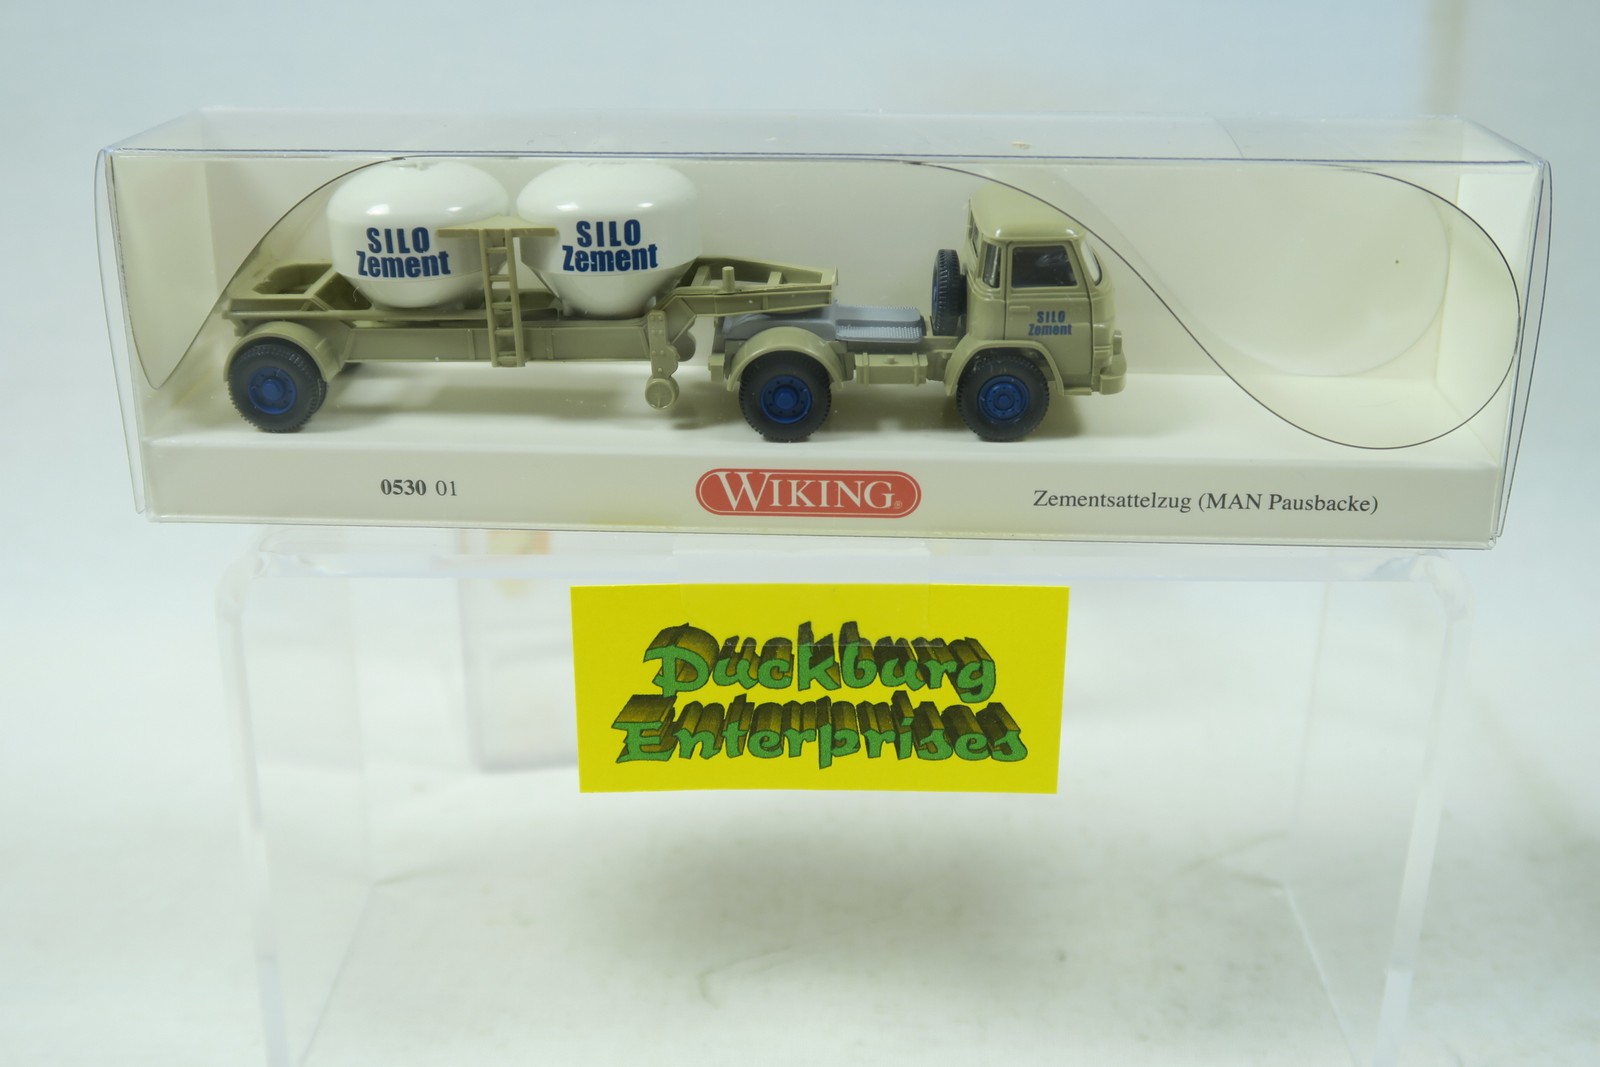 SILO
Zement
SILO
Zement
SILO
Zement
0530 01
WIKING®
Zementsattelzug (MAN Pausbacke)
Duckburg
Enterprises